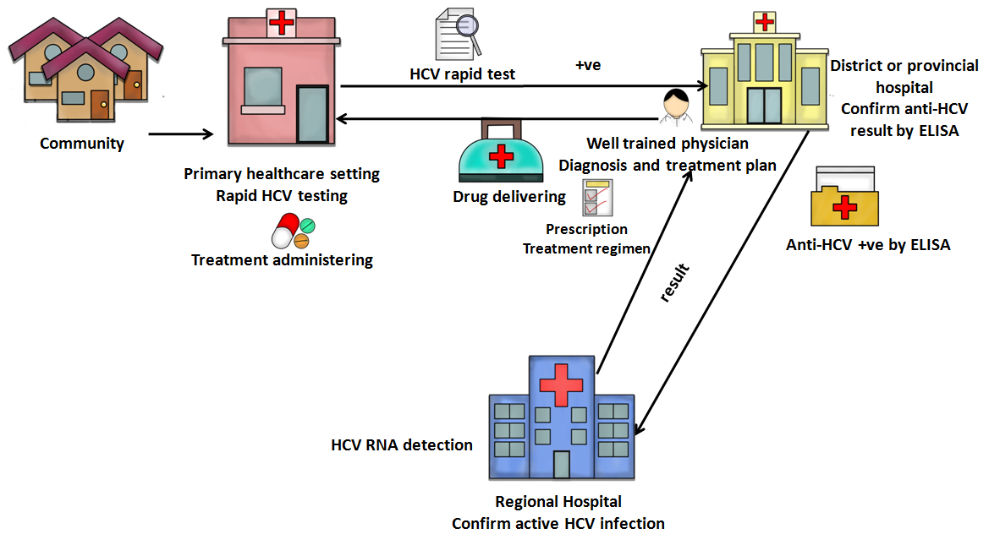 HCV rapid test
+ve
District or provincial
hospital
Confirm anti-HCV
result by ELISA
Community
Well trained physician
Diagnosis and treatment plan
Primary healthcare setting
Rapid HCV testing
Drug delivering
Prescription
Treatment regimen
Treatment administering
Anti-HCV +ve by ELISA
result
HCV RNA detection
Regional Hospital
Confirm active HCV infection